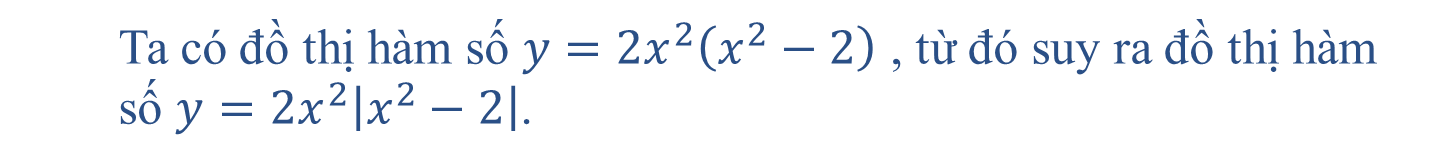 Ta có đồ thị hàm số y = 2x²(x² − 2) , từ đó suy ra đồ thị hàm
số y = 2x²|x² − 2|.